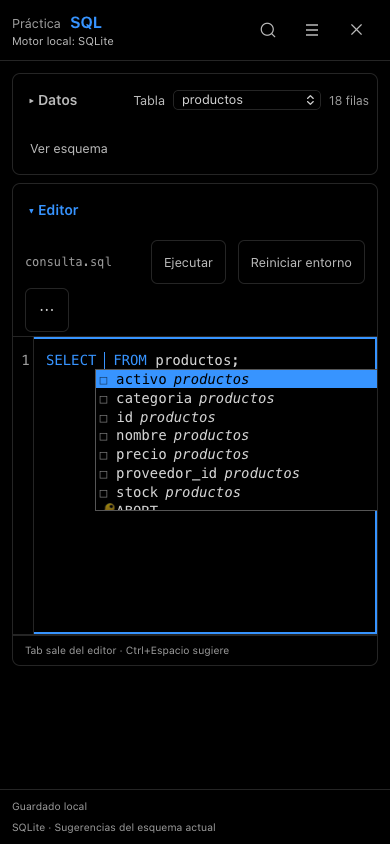 Práctica SQL
Motor local: SQLite
Datos
Tabla productos 18 filas
Ver esquema
Editor
consulta.sql Ejecutar Reiniciar entorno
...
1 SELECT FROM productos;
activo productos
categoria productos
id productos
nombre productos
precio productos
proveedor_id productos
stock productos
ABORT
Tab sale del editor · Ctrl+Espacio sugiere
Guardado local
SQLite · Sugerencias del esquema actual